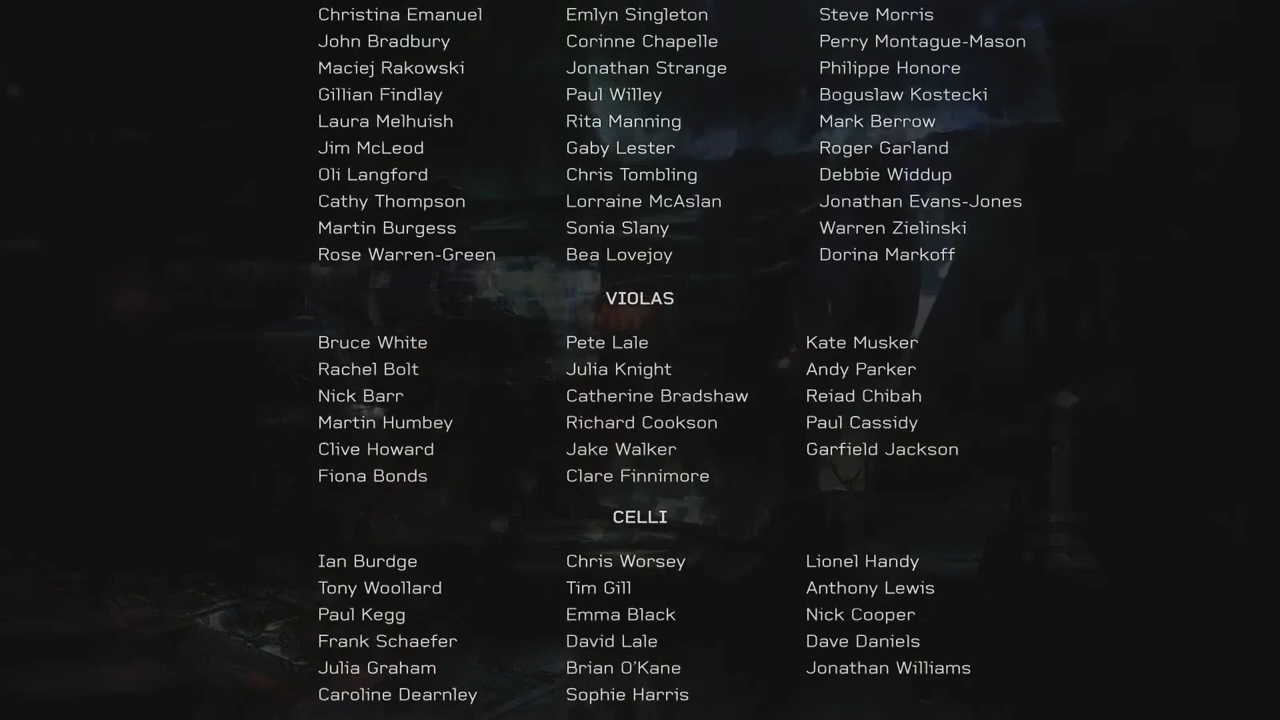 Christina Emanuel Emlyn Singleton Steve Morris
John Bradbury Corinne Chapelle Perry Montague-Mason
Maciej Rakowski Jonathan Strange Philippe Honore
Gillian Findlay Paul Willey Boguslaw Kostecki
Laura Melhuish Rita Manning Mark Berrow
Jim McLeod Gaby Lester Roger Garland
Oli Langford Chris Tombling Debbie Widdup
Cathy Thompson Lorraine McAslan Jonathan Evans-Jones
Martin Burgess Sonia Slany Warren Zielinski
Rose Warren-Green Bea Lovejoy Dorina Markoff
VIOLAS
Bruce White Pete Lale Kate Musker
Rachel Bolt Julia Knight Andy Parker
Nick Barr Catherine Bradshaw Reiad Chibah
Martin Humbey Richard Cookson Paul Cassidy
Clive Howard Jake Walker Garfield Jackson
Fiona Bonds Clare Finnimore
CELLI
Ian Burdge Chris Worsey Lionel Handy
Tony Woollard Tim Gill Anthony Lewis
Paul Kegg Emma Black Nick Cooper
Frank Schaefer David Lale Dave Daniels
Julia Graham Brian O'Kane Jonathan Williams
Caroline Dearnley Sophie Harris